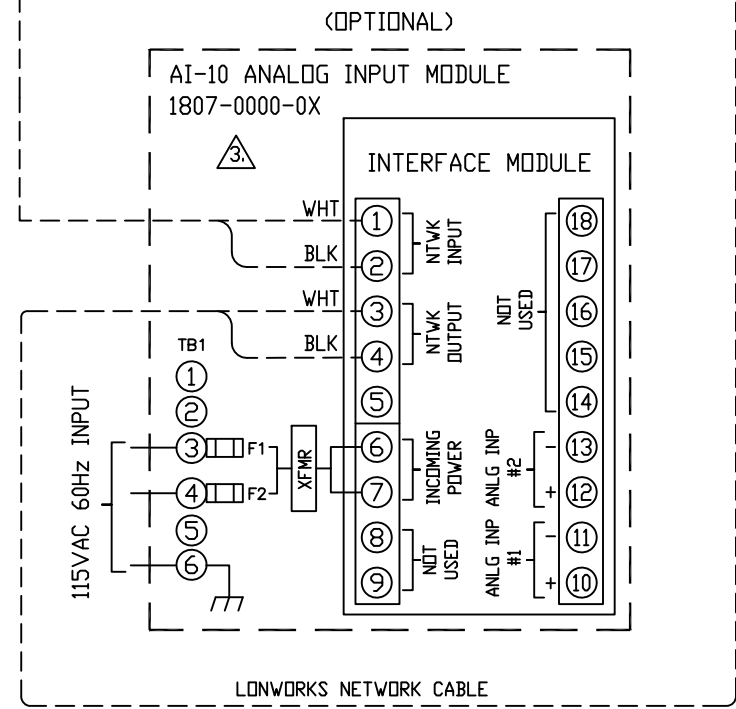 (OPTIONAL)
AI-10 ANALOG INPUT MODULE
1807-0000-0X
3.
INTERFACE MODULE
WHT
BLK
WHT
BLK
1
2
3
4
5
6
7
8
9
NTWK
INPUT
NTWK
OUTPUT
INCOMING
POWER
NOT
USED
18
17
16
15
14
13
12
11
10
NOT
USED
ANLG INP
#2
-
+
ANLG INP
#1
-
+
TB1
1
2
3
4
5
6
F1
F2
XFMR
115VAC 60Hz INPUT
LONWORKS NETWORK CABLE